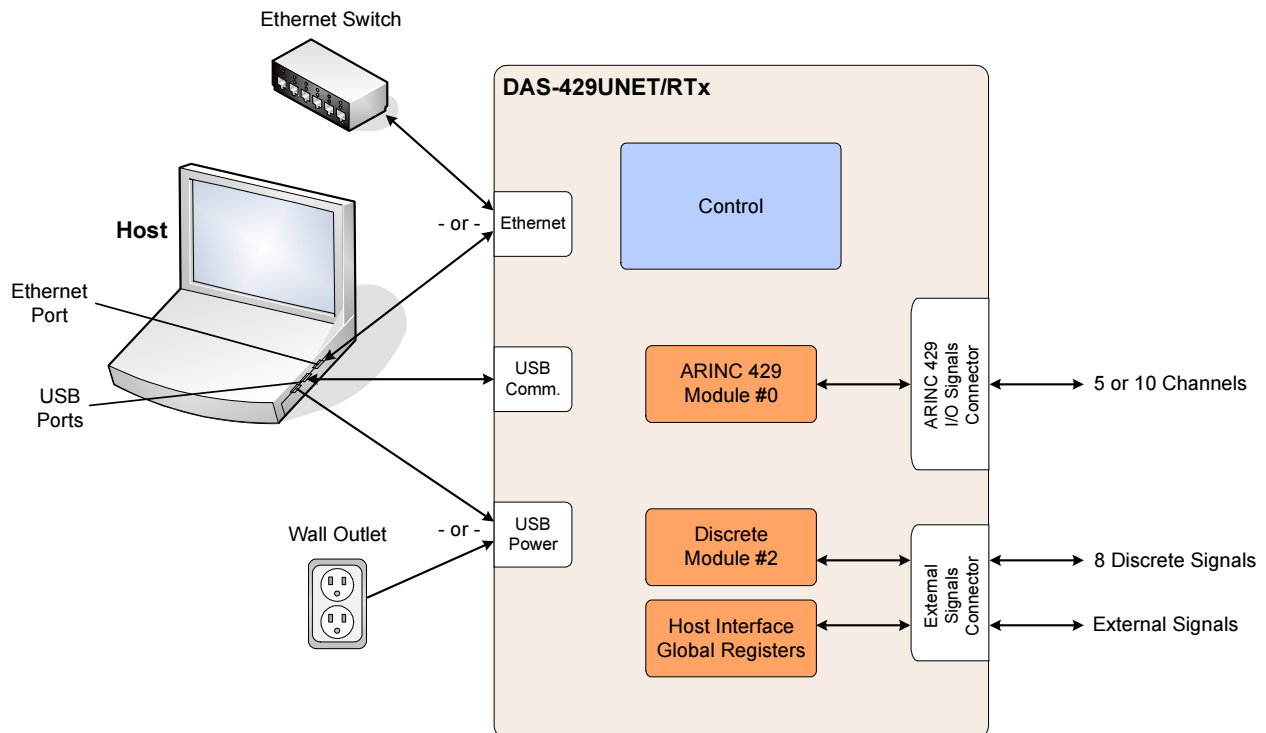 Ethernet Switch
DAS-429UNET/RTx
Control
Host
- or -
Ethernet
Ethernet
Port
USB
Ports
USB
Comm.
ARINC 429
Module #0
ARINC 429
I/O Signals
Connector
5 or 10 Channels
Wall Outlet
- or -
USB
Power
Discrete
Module #2
Host Interface
Global Registers
External
Signals
Connector
8 Discrete Signals
External Signals